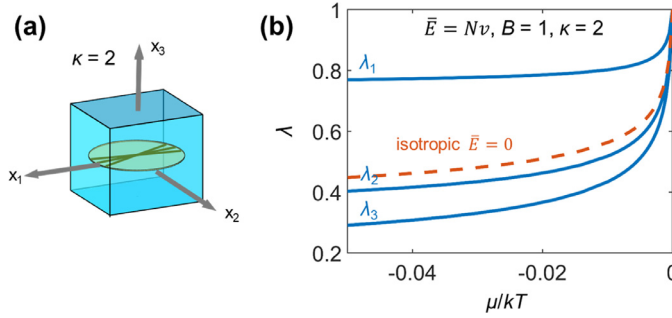 (a)
κ = 2
x₃
x₁
x₂
(b)
Ē = Nv, B = 1, κ = 2
λ₁
isotropic Ē = 0
λ₂
λ₃
λ
1
0.8
0.6
0.4
0.2
-0.04
-0.02
0
μ/kT